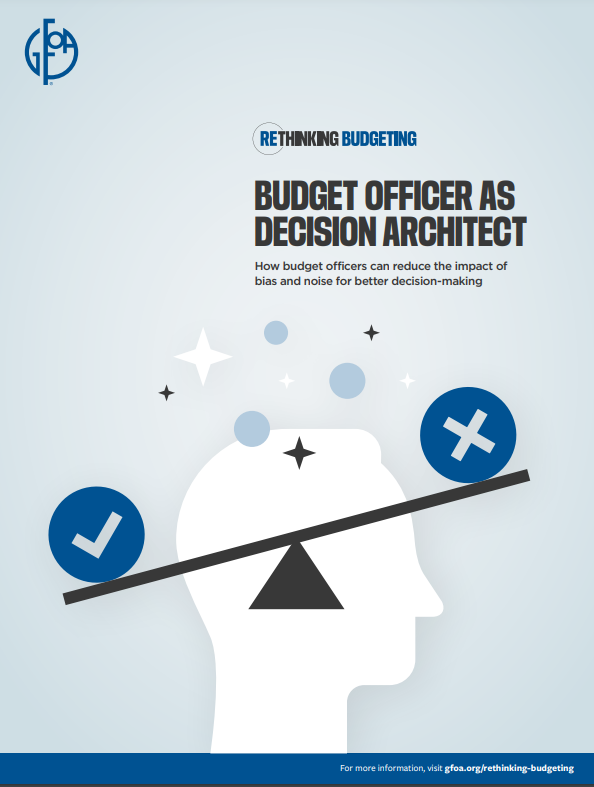 GFOA
RETHINKING BUDGETING
BUDGET OFFICER AS
DECISION ARCHITECT
How budget officers can reduce the impact of
bias and noise for better decision-making
For more information, visit gfoa.org/rethinking-budgeting